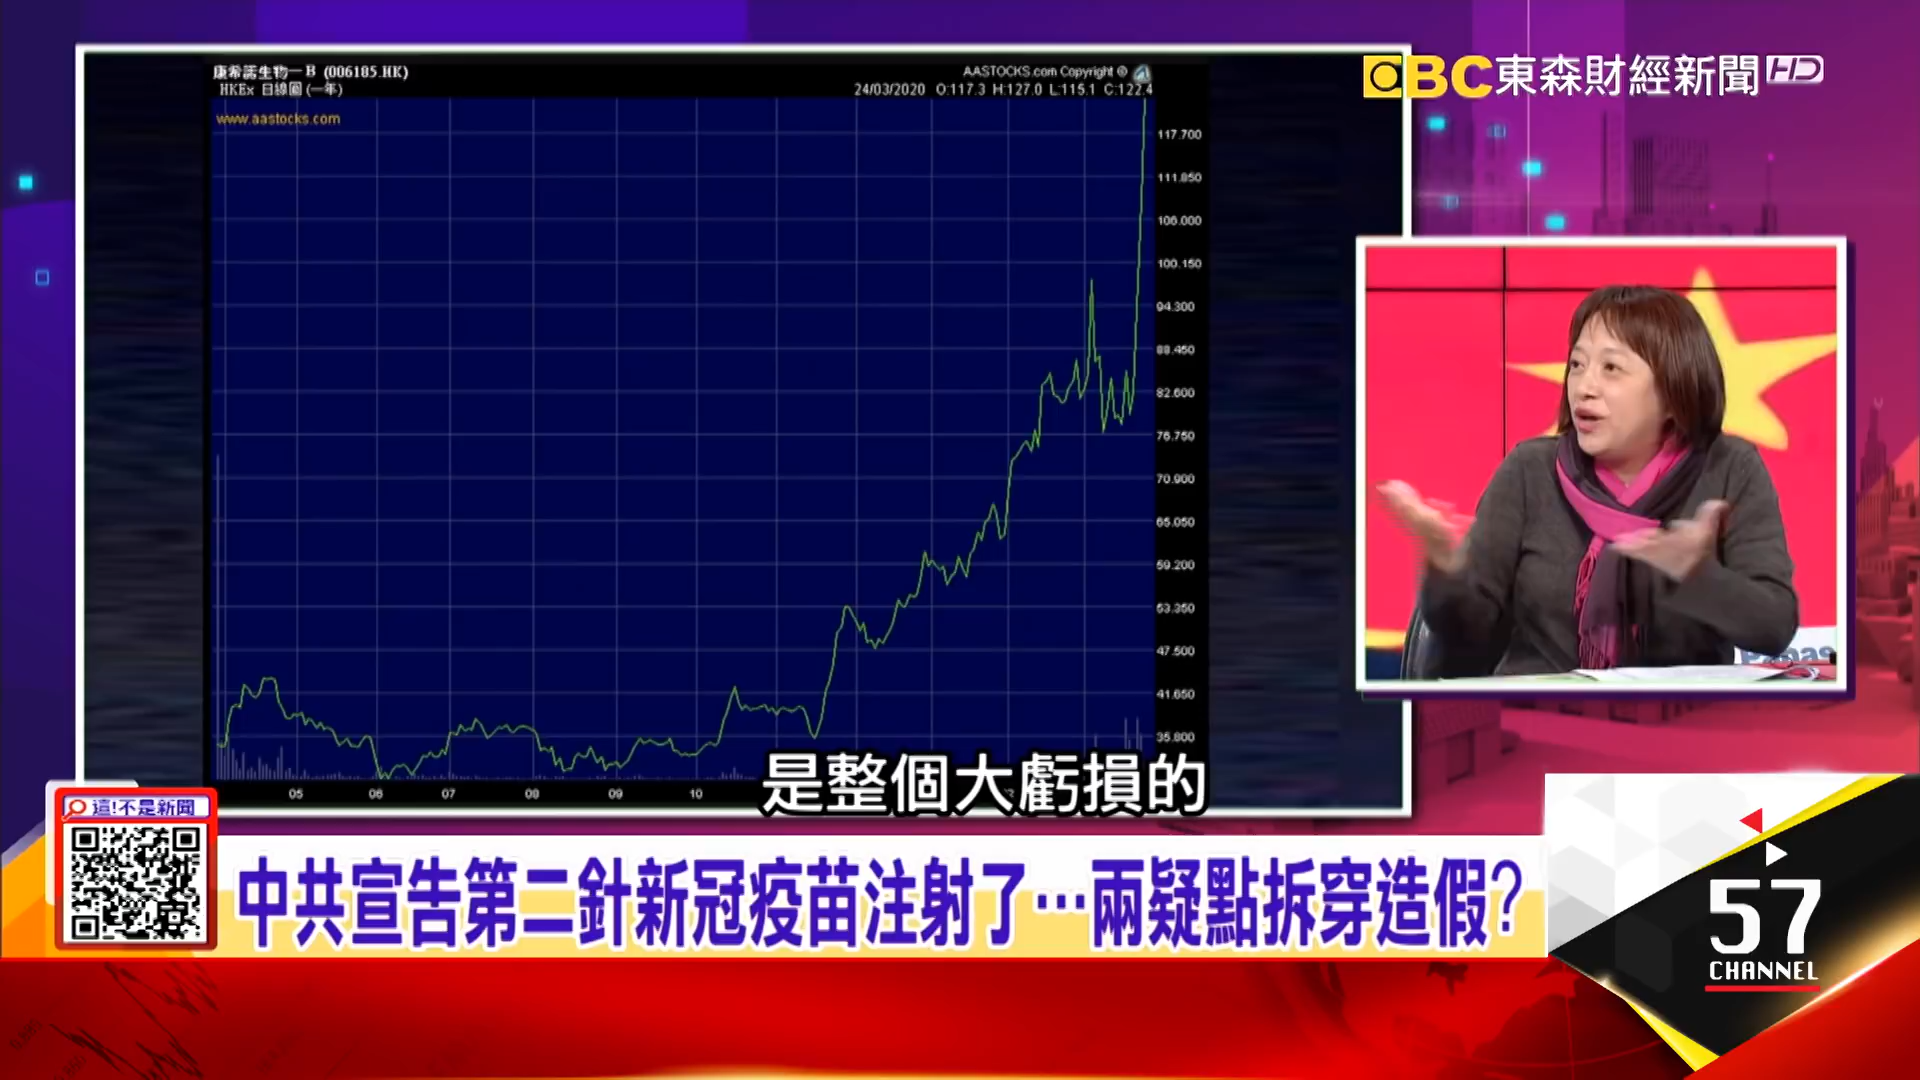 康希諾生物－B (006185.HK)
HKEx 日線圖 (一年)
www.aastocks.com
AASTOCKS.com Copyright ©
24/03/2020 O:117.3 H:127.0 L:115.1 C:122.4
117.700
111.850
106.000
100.150
94.300
88.450
82.600
76.750
70.900
65.050
59.200
53.350
47.500
41.650
35.800
05 06 07 08 09 10
EBC東森財經新聞HD
是整個大虧損的
這!不是新聞
中共宣告第二針新冠疫苗注射了…兩疑點拆穿造假?
57
CHANNEL